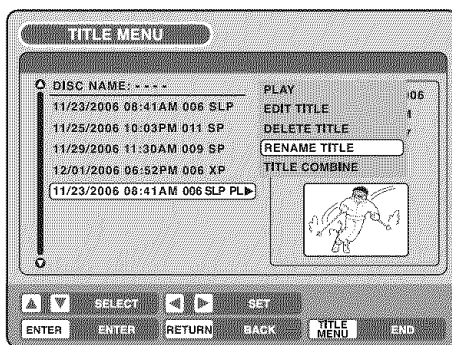 TITLE MENU
DISC NAME: - - - -
11/23/2006 08:41AM 006 SLP
11/25/2006 10:03PM 011 SP
11/29/2006 11:30AM 009 SP
12/01/2006 06:52PM 006 XP
11/23/2006 08:41AM 006 SLP PL
PLAY
EDIT TITLE
DELETE TITLE
RENAME TITLE
TITLE COMBINE
SELECT SET
ENTER ENTER RETURN BACK TITLE MENU END